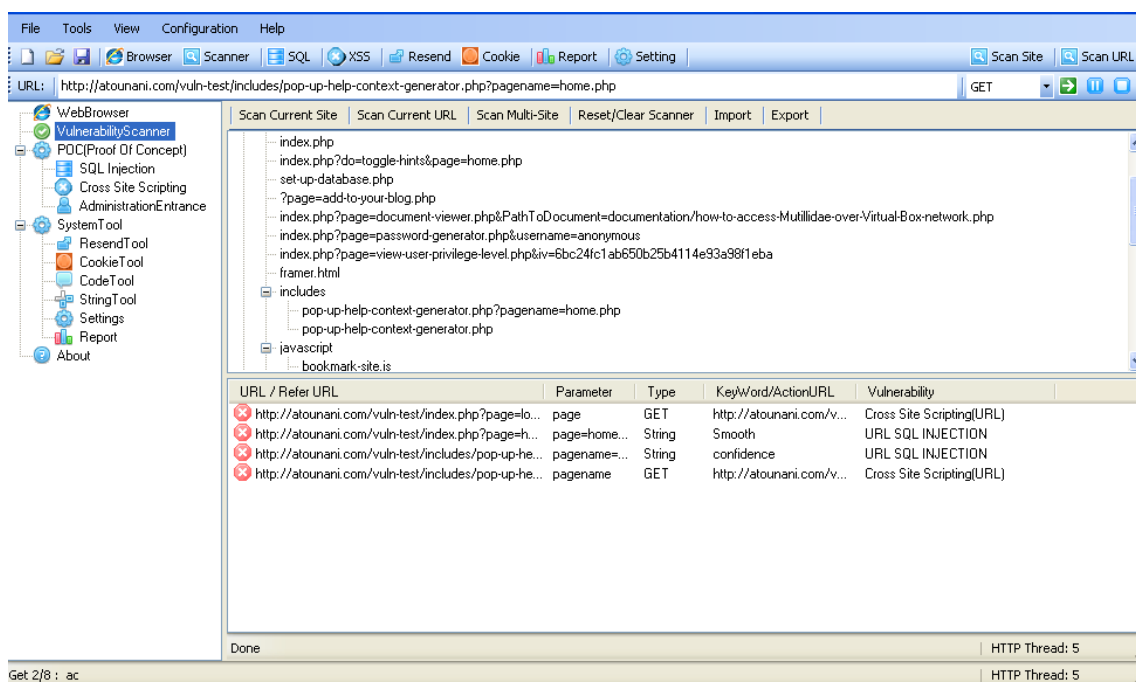 File Tools View Configuration Help
Browser Scanner SQL XSS Resend Cookie Report Setting Scan Site Scan URL
URL: http://atounani.com/vuln-test/includes/pop-up-help-context-generator.php?pagename=home.php GET
WebBrowser
VulnerabilityScanner
POC(Proof Of Concept)
SQL Injection
Cross Site Scripting
AdministrationEntrance
SystemTool
ResendTool
CookieTool
CodeTool
StringTool
Settings
Report
About
Scan Current Site Scan Current URL Scan Multi-Site Reset/Clear Scanner Import Export
index.php
index.php?do=toggle-hints&page=home.php
set-up-database.php
?page=add-to-your-blog.php
index.php?page=document-viewer.php&PathToDocument=documentation/how-to-access-Mutillidae-over-Virtual-Box-network.php
index.php?page=password-generator.php&username=anonymous
index.php?page=view-user-privilege-level.php&iv=6bc24fc1ab650b25b4114e93a98f1eba
framer.html
includes
pop-up-help-context-generator.php?pagename=home.php
pop-up-help-context-generator.php
javascript
bookmark-site.js
URL / Refer URL Parameter Type KeyWord/ActionURL Vulnerability
http://atounani.com/vuln-test/index.php?page=lo... page GET http://atounani.com/v... Cross Site Scripting(URL)
http://atounani.com/vuln-test/index.php?page=h... page=home... String Smooth URL SQL INJECTION
http://atounani.com/vuln-test/includes/pop-up-he... pagename=... String confidence URL SQL INJECTION
http://atounani.com/vuln-test/includes/pop-up-he... pagename GET http://atounani.com/v... Cross Site Scripting(URL)
Done HTTP Thread: 5
Get 2/8 : ac HTTP Thread: 5